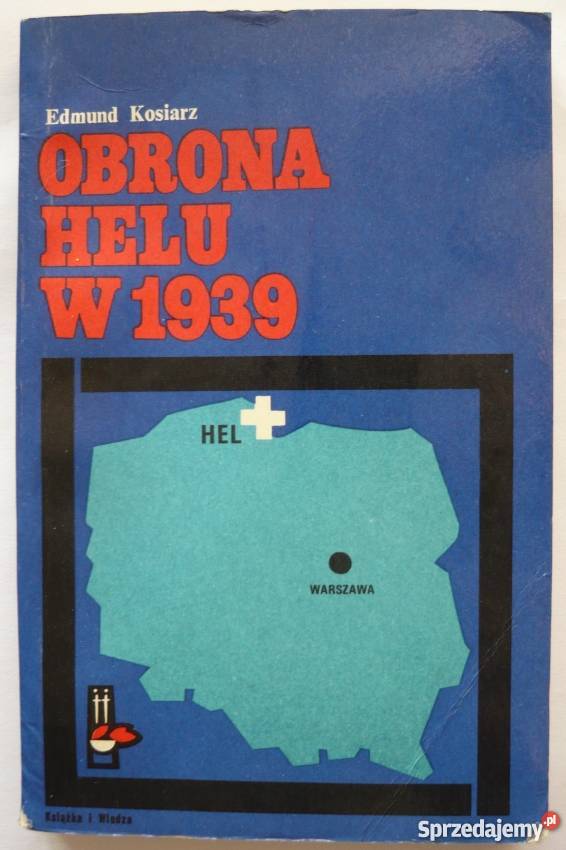 Edmund Kosiarz
OBRONA
HELU
W 1939
HEL
WARSZAWA
Książka i Wiedza
Sprzedajemy.pl